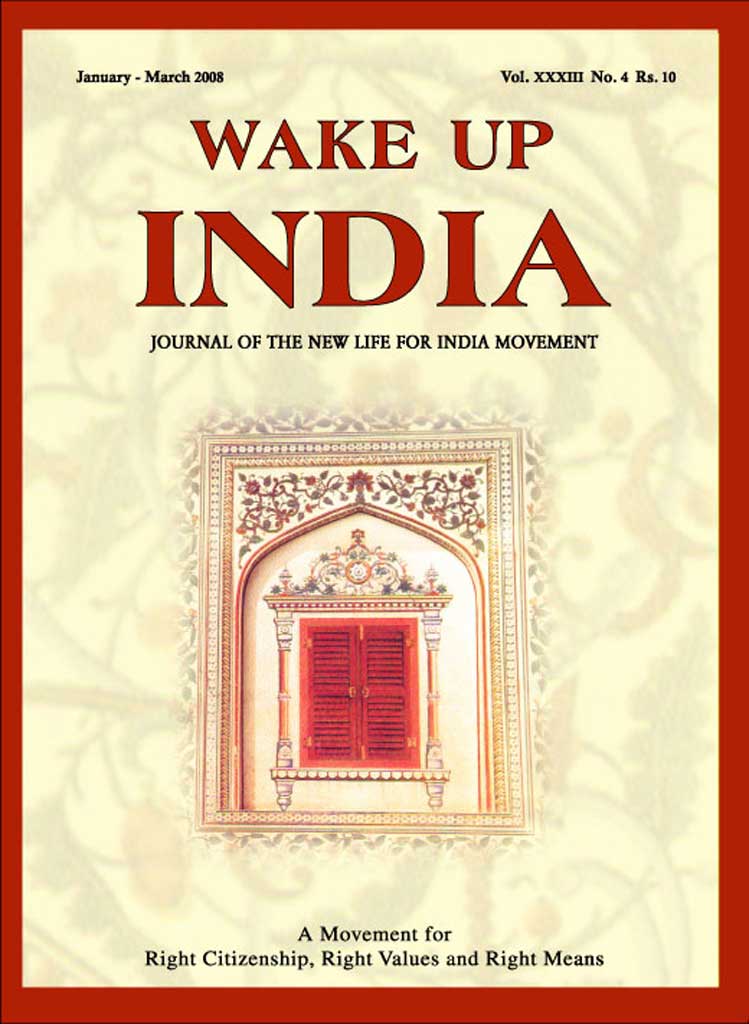 January - March 2008
Vol. XXXIII No. 4 Rs. 10
WAKE UP
INDIA
JOURNAL OF THE NEW LIFE FOR INDIA MOVEMENT
A Movement for
Right Citizenship, Right Values and Right Means